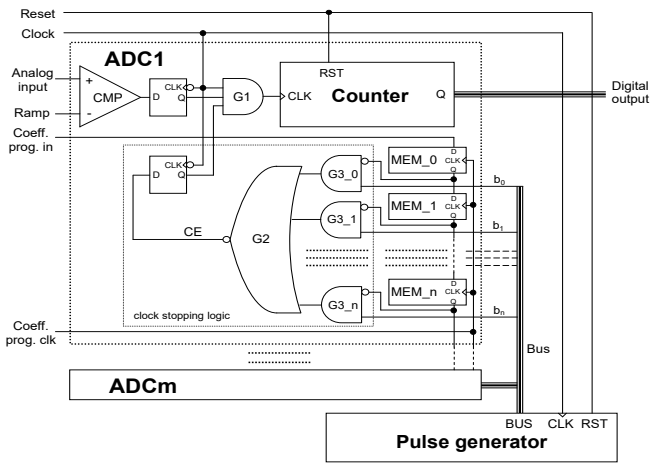 Reset
Clock
ADC1
Analog
input
Ramp
+
-
CMP
D
CLK
Q
G1
RST
CLK
Counter
Q
Digital
output
Coeff.
prog. in
D
CLK
Q
CE
G2
G3_0
G3_1
G3_n
clock stopping logic
D
MEM_0
CLK
Q
D
MEM_1
CLK
Q
D
MEM_n
CLK
Q
b0
b1
bn
Coeff.
prog. clk
Bus
ADCm
BUS CLK RST
Pulse generator